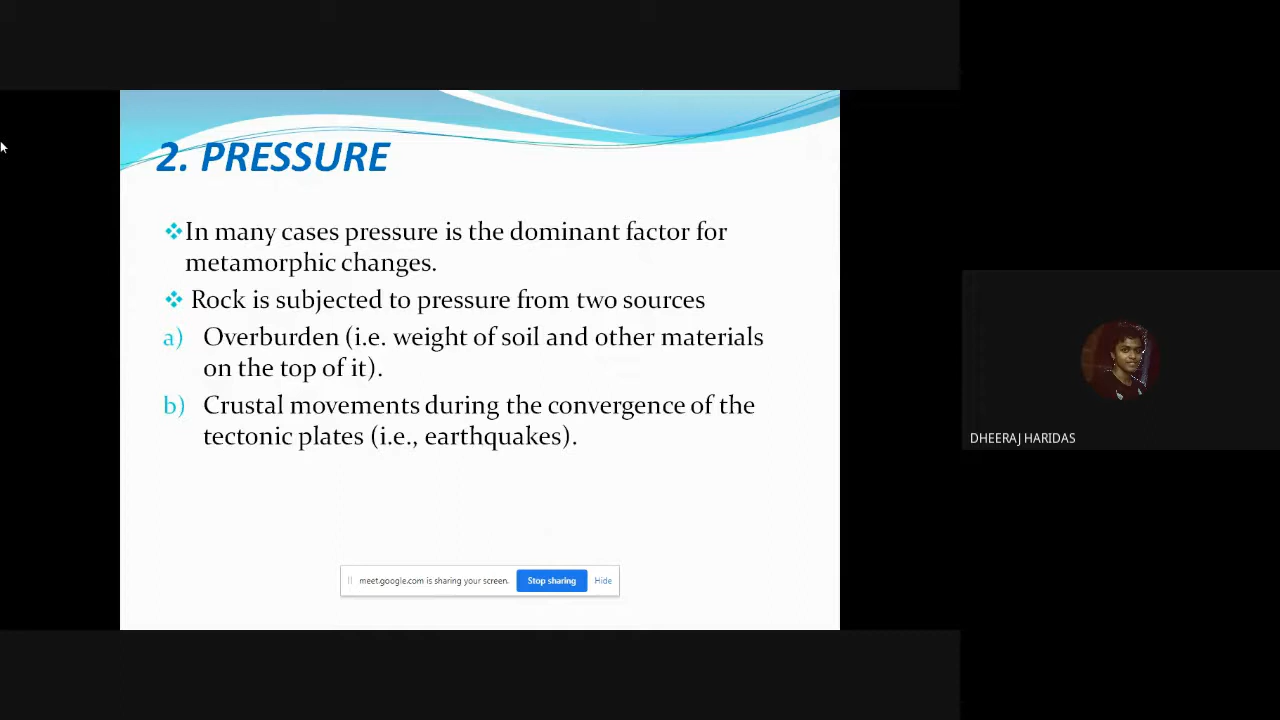 2. PRESSURE
In many cases pressure is the dominant factor for
metamorphic changes.
Rock is subjected to pressure from two sources
a) Overburden (i.e. weight of soil and other materials
on the top of it).
b) Crustal movements during the convergence of the
tectonic plates (i.e., earthquakes).
meet.google.com is sharing your screen. Stop sharing Hide
DHEERAJ HARIDAS